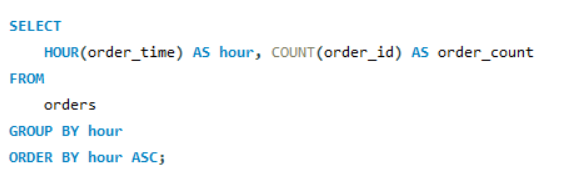 SELECT
    HOUR(order_time) AS hour, COUNT(order_id) AS order_count
FROM
    orders
GROUP BY hour
ORDER BY hour ASC;